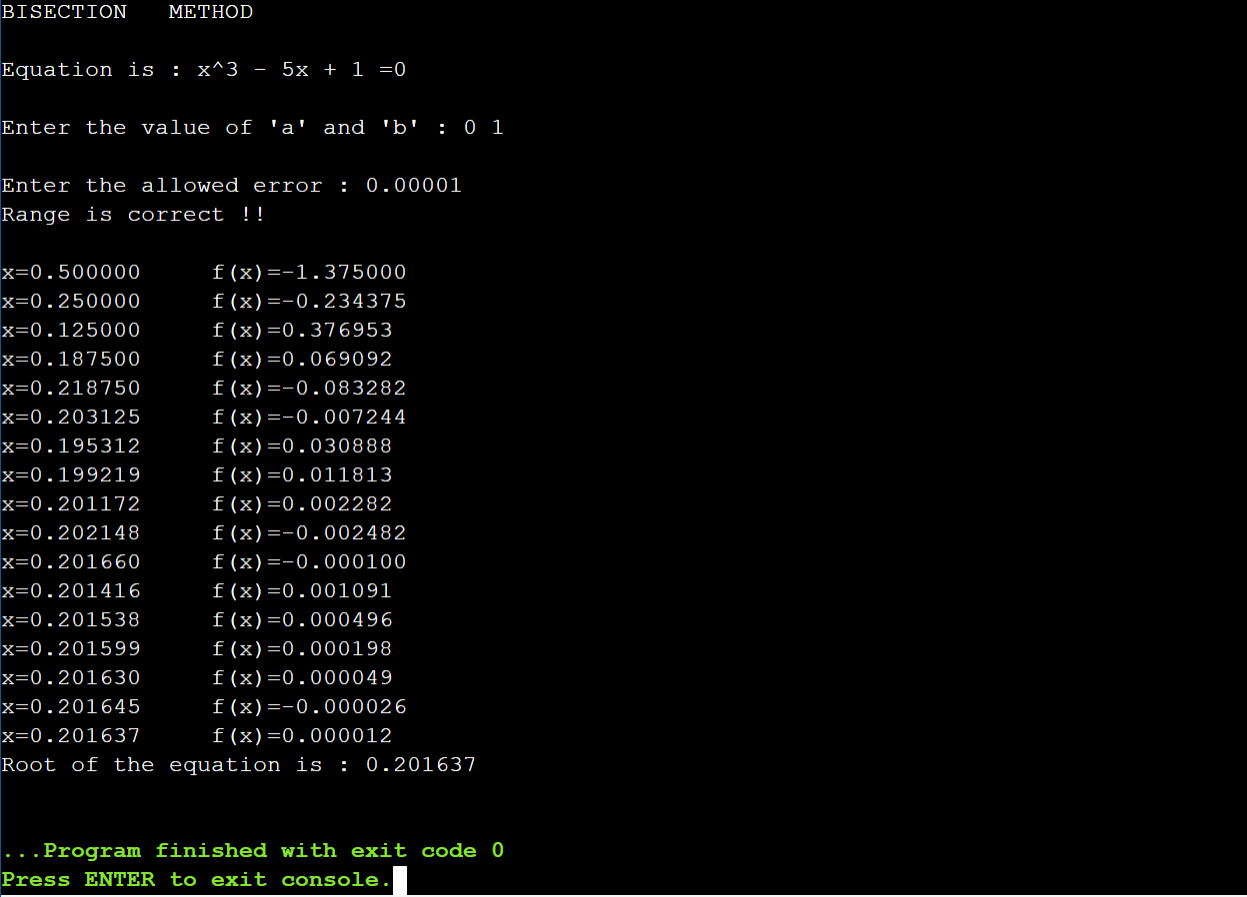 BISECTION   METHOD
Equation is : x^3 - 5x + 1 =0
Enter the value of 'a' and 'b' : 0 1
Enter the allowed error : 0.00001
Range is correct !!
x=0.500000     f(x)=-1.375000
x=0.250000     f(x)=-0.234375
x=0.125000     f(x)=0.376953
x=0.187500     f(x)=0.069092
x=0.218750     f(x)=-0.083282
x=0.203125     f(x)=-0.007244
x=0.195312     f(x)=0.030888
x=0.199219     f(x)=0.011813
x=0.201172     f(x)=0.002282
x=0.202148     f(x)=-0.002482
x=0.201660     f(x)=-0.000100
x=0.201416     f(x)=0.001091
x=0.201538     f(x)=0.000496
x=0.201599     f(x)=0.000198
x=0.201630     f(x)=0.000049
x=0.201645     f(x)=-0.000026
x=0.201637     f(x)=0.000012
Root of the equation is : 0.201637
...Program finished with exit code 0
Press ENTER to exit console.